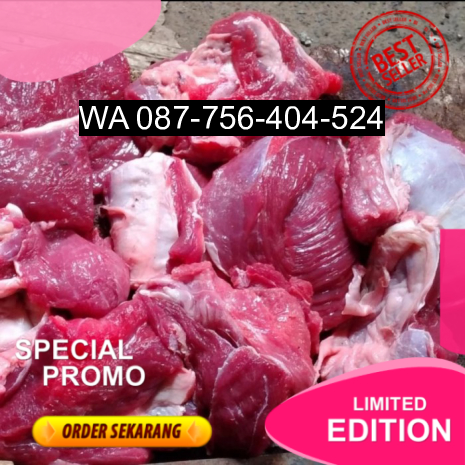 BEST
SELLER
WA 087-756-404-524
SPECIAL
PROMO
ORDER SEKARANG
LIMITED
EDITION